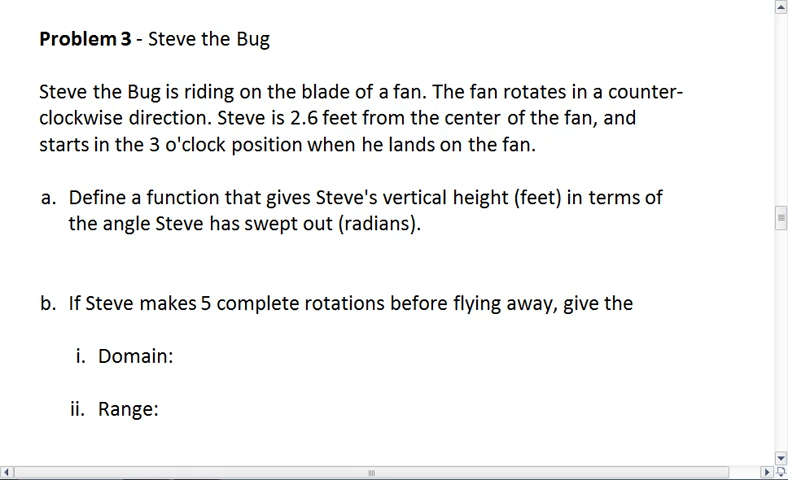 Problem 3 - Steve the Bug
Steve the Bug is riding on the blade of a fan. The fan rotates in a counter-
clockwise direction. Steve is 2.6 feet from the center of the fan, and
starts in the 3 o'clock position when he lands on the fan.
a. Define a function that gives Steve's vertical height (feet) in terms of
the angle Steve has swept out (radians).
b. If Steve makes 5 complete rotations before flying away, give the
i. Domain:
ii. Range: